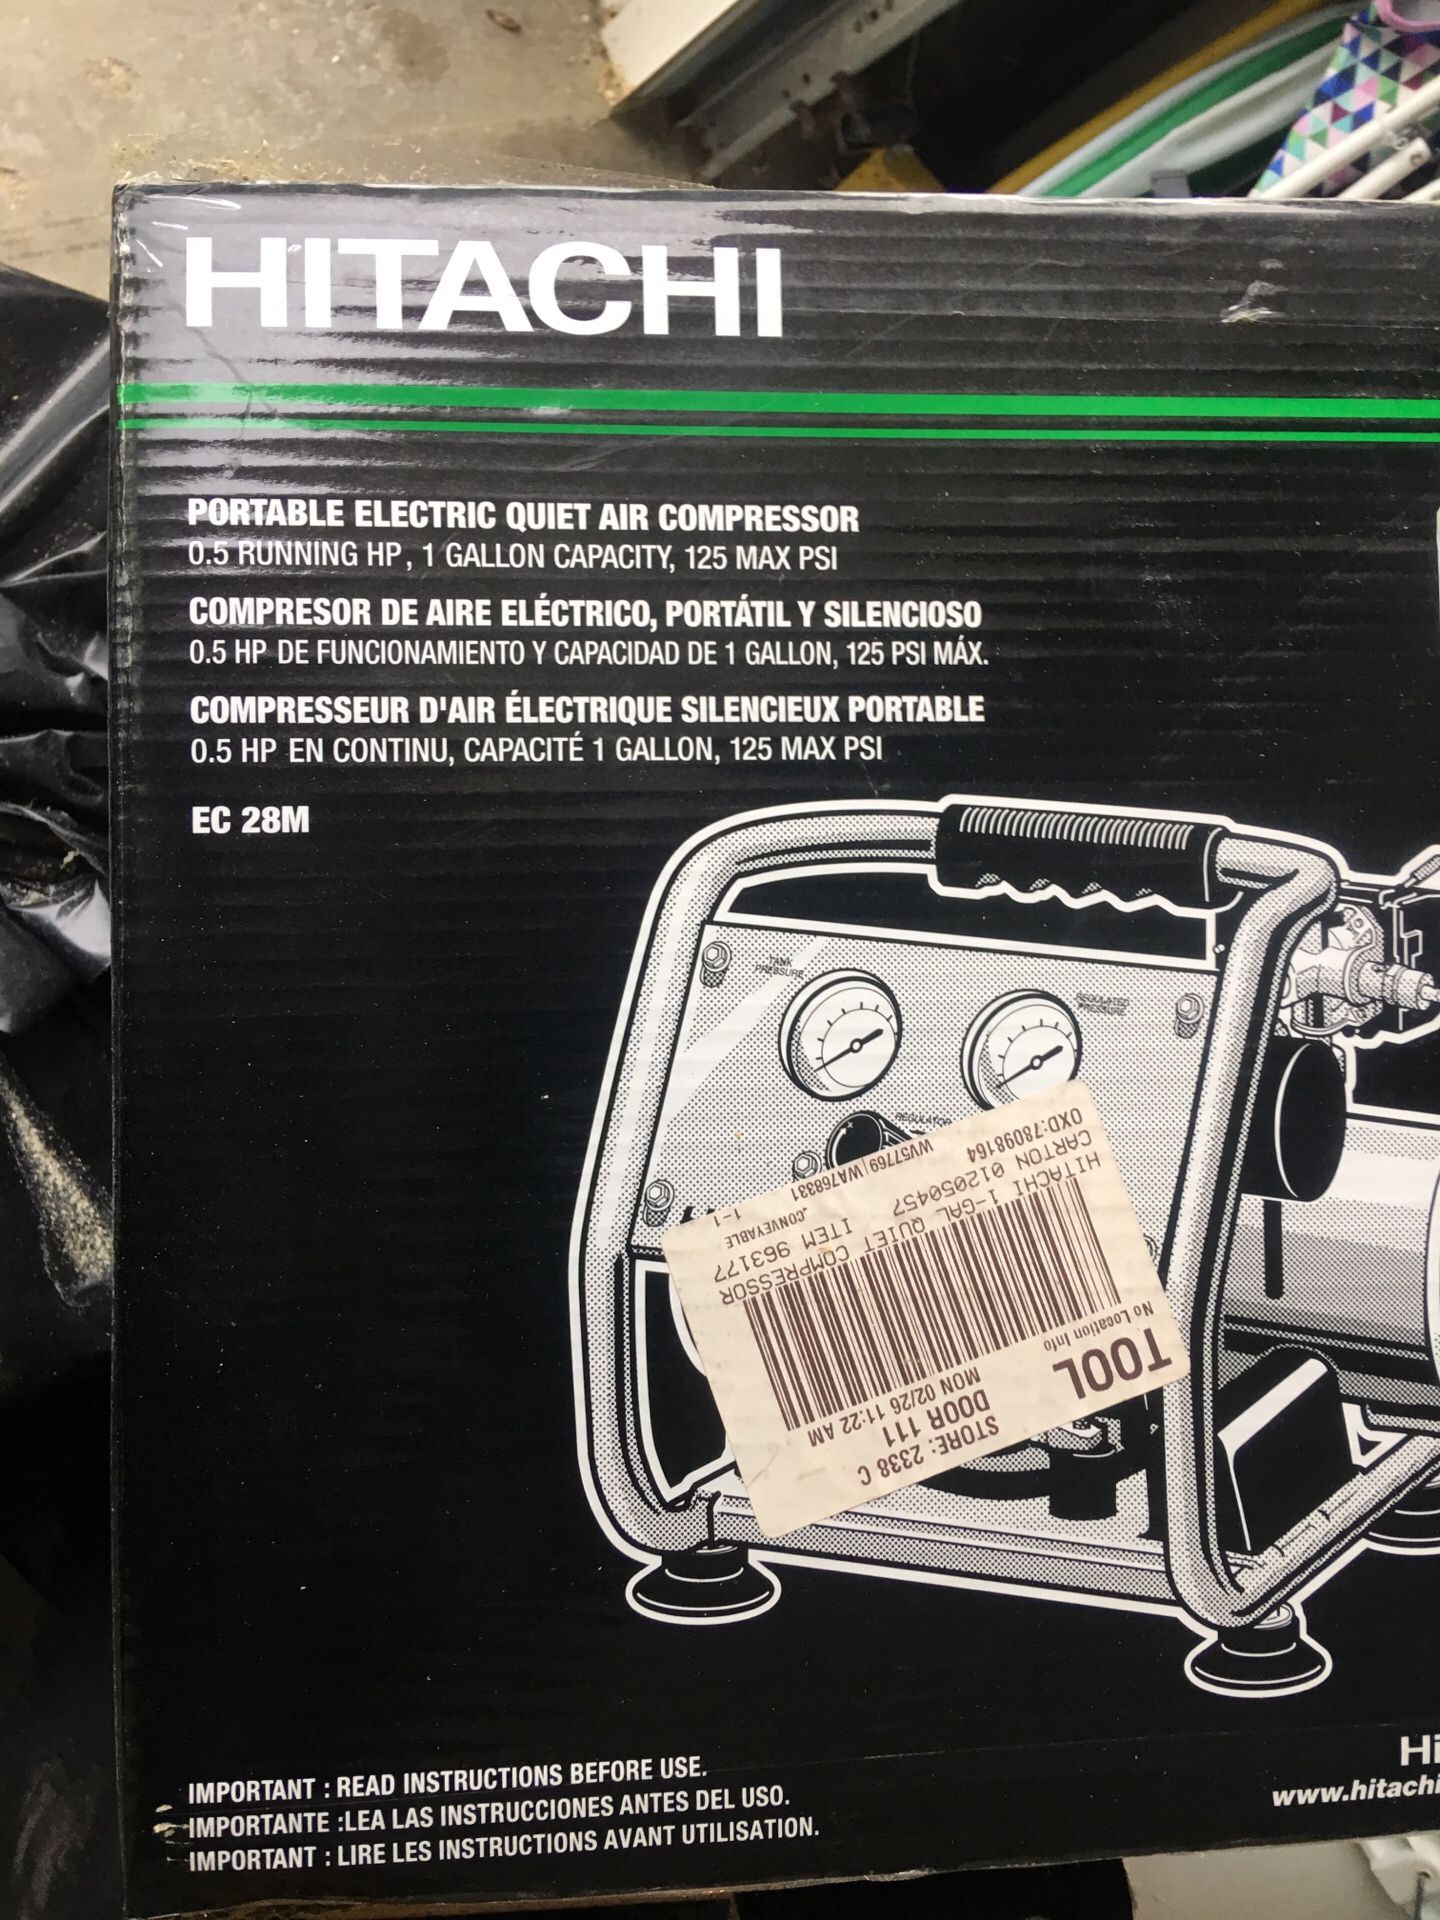 HITACHI
PORTABLE ELECTRIC QUIET AIR COMPRESSOR
0.5 RUNNING HP, 1 GALLON CAPACITY, 125 MAX PSI
COMPRESOR DE AIRE ELÉCTRICO, PORTÁTIL Y SILENCIOSO
0.5 HP DE FUNCIONAMIENTO Y CAPACIDAD DE 1 GALLON, 125 PSI MÁX.
COMPRESSEUR D'AIR ÉLECTRIQUE SILENCIEUX PORTABLE
0.5 HP EN CONTINU, CAPACITÉ 1 GALLON, 125 MAX PSI
EC 28M
TANK
PRESSURE
REGULATED
PRESSURE
REGULATOR
STORE: 2338 C
DOOR 111
MON 02/26 11:22 AM
TOOL
No Location Info
HITACHI 1-GAL QUIET COMPRESSOR
CARTON 012050457 ITEM 963177
OXD:78098164 CONVEYABLE
WV57769 WA768331 1-1
IMPORTANT : READ INSTRUCTIONS BEFORE USE.
IMPORTANTE :LEA LAS INSTRUCCIONES ANTES DEL USO.
IMPORTANT : LIRE LES INSTRUCTIONS AVANT UTILISATION.
Hi
www.hitachi